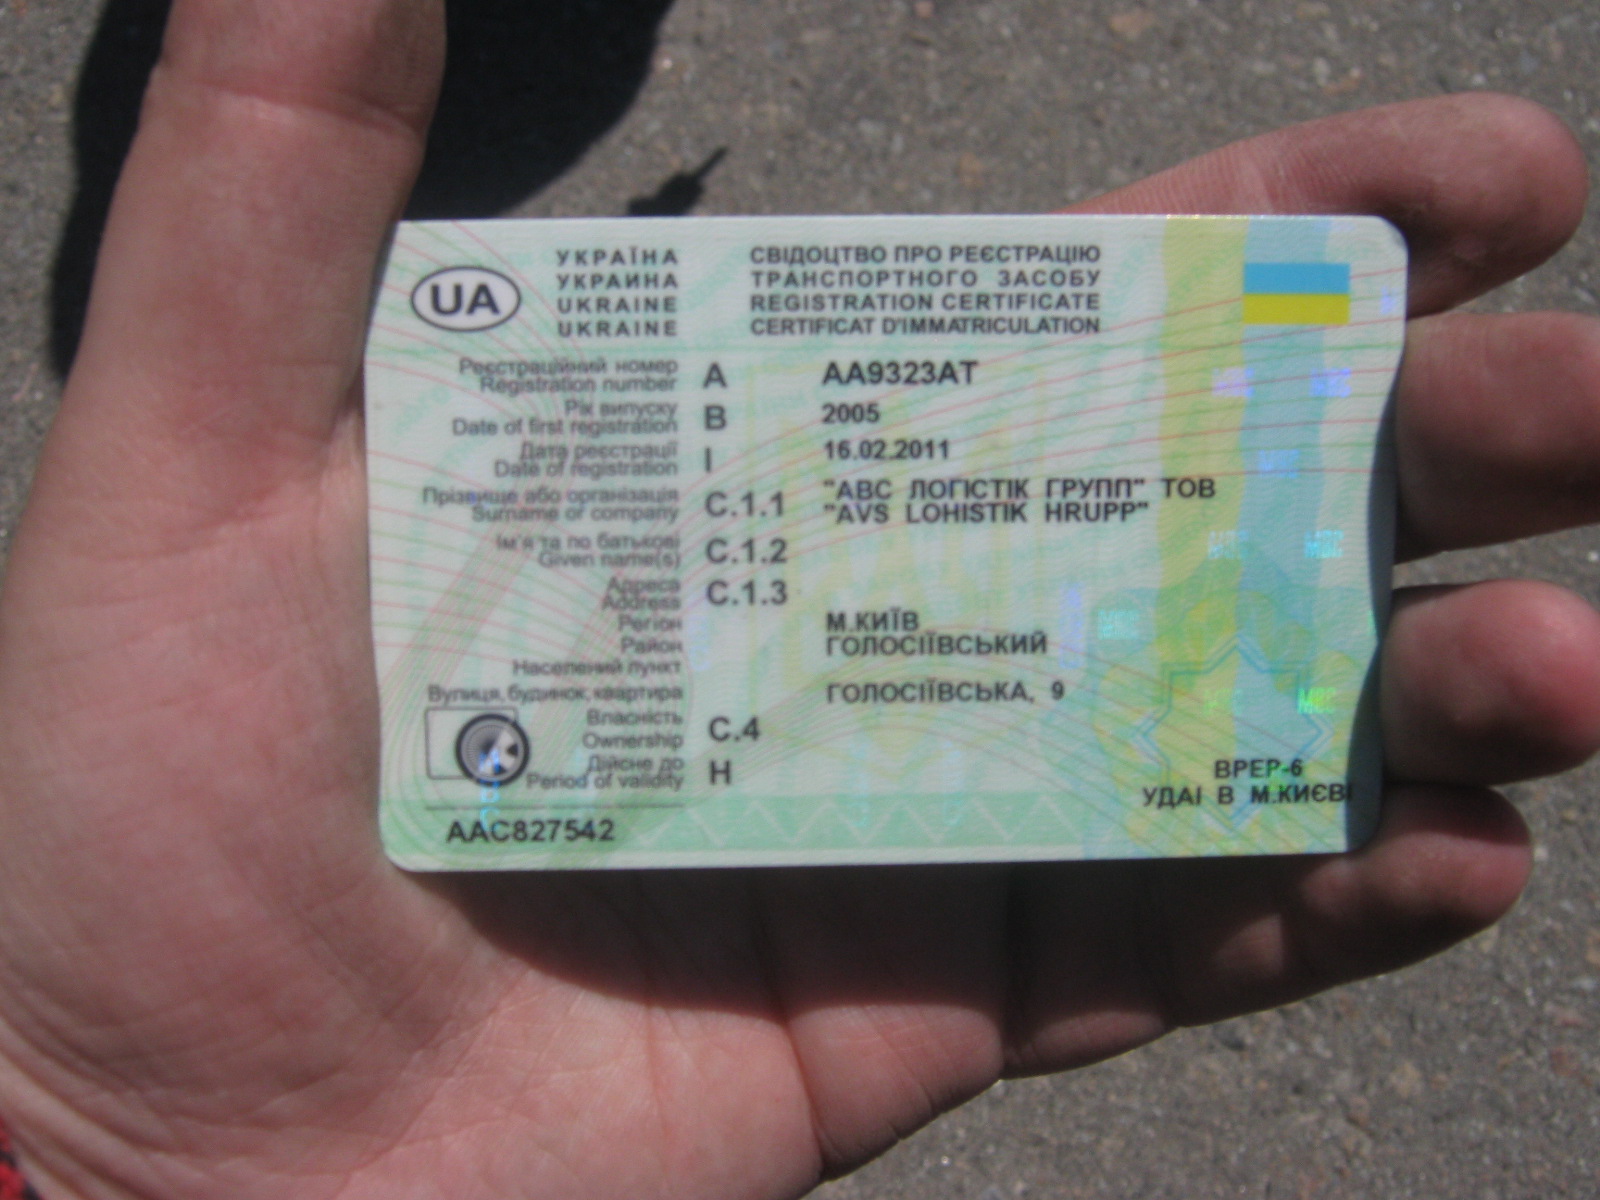 UA
УКРАЇНА
УКРАИНА
UKRAINE
UKRAINE
СВІДОЦТВО ПРО РЕЄСТРАЦІЮ
ТРАНСПОРТНОГО ЗАСОБУ
REGISTRATION CERTIFICATE
CERTIFICAT D'IMMATRICULATION
Реєстраційний номер
Registration number
A
AA9323AT
Рік випуску
Date of first registration
B
2005
Дата реєстрації
Date of registration
I
16.02.2011
Прізвище або організація
Surname or company
C.1.1
"АВС ЛОГІСТІК ГРУПП" ТОВ
"AVS LOHISTIK HRUPP"
Ім'я та по батькові
Given name(s)
C.1.2
Адреса
Address
C.1.3
Регіон
М.КИЇВ
Район
ГОЛОСІЇВСЬКИЙ
Населений пункт
Вулиця, будинок, квартира
ГОЛОСІЇВСЬКА, 9
Власність
Ownership
C.4
Дійсне до
Period of validity
H
ВРЕР-6
УДАІ В М.КИЄВІ
ААС827542